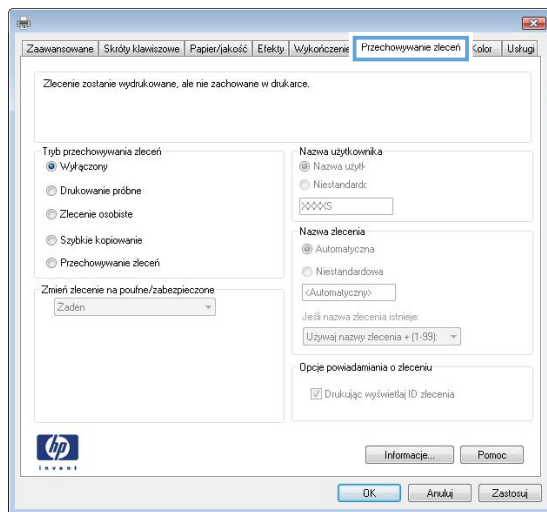 Zaawansowane Skróty klawiszowe Papier/jakość Efekty Wykończenie Przechowywanie zleceń Kolor Usługi
Zlecenie zostanie wydrukowane, ale nie zachowane w drukarce.
Tryb przechowywania zleceń
Wyłączony
Drukowanie próbne
Zlecenie osobiste
Szybkie kopiowanie
Przechowywanie zleceń
Zmień zlecenie na poufne/zabezpieczone
Żaden
Nazwa użytkownika
Nazwa użytk
Niestandardc
XXXXS
Nazwa zlecenia
Automatyczna
Niestandardowa
<Automatyczny>
Jeśli nazwa zlecenia istnieje:
Używaj nazwy zlecenia + (1-99):
Opcje powiadamiania o zleceniu
Drukując wyświetlaj ID zlecenia
hp
invent
Informacje... Pomoc
OK Anuluj Zastosuj